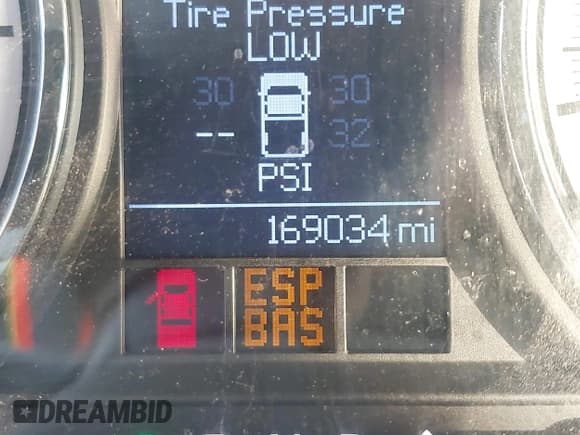 Tire Pressure
LOW
30 30
-- 32
PSI
169034 mi
ESP
BAS
DREAMBID